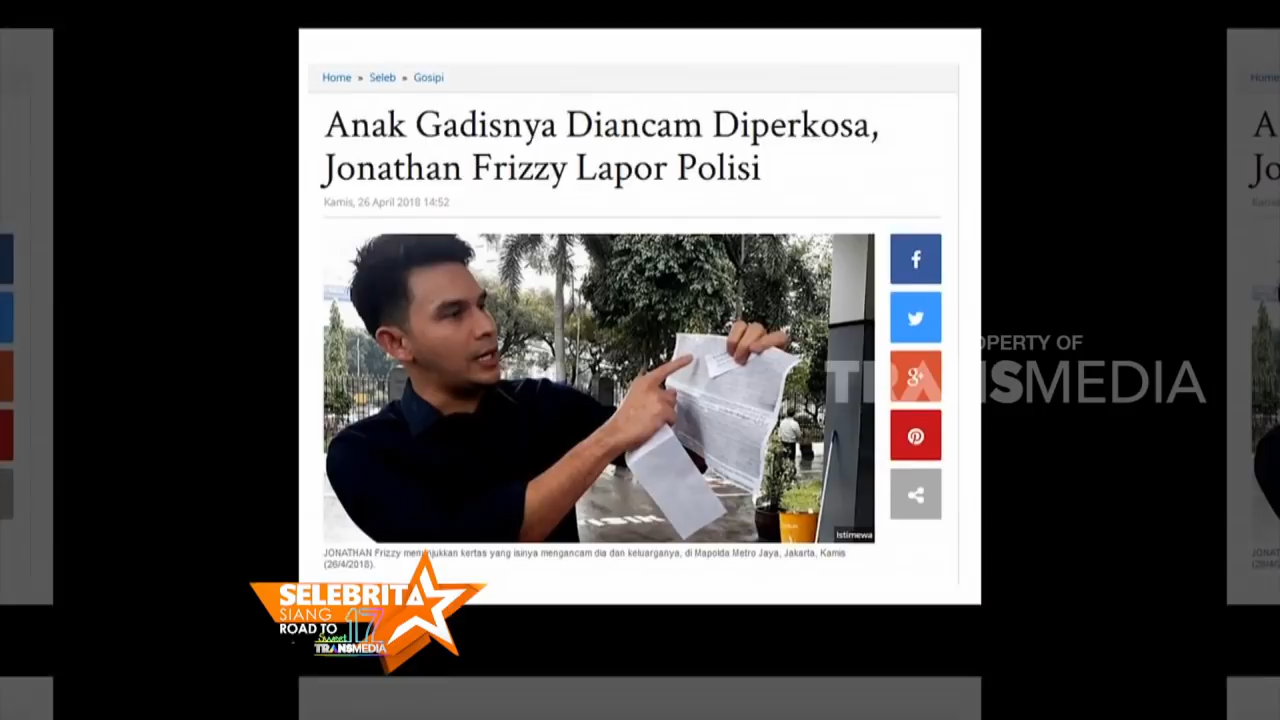 Home » Seleb » Gosipi
Anak Gadisnya Diancam Diperkosa,
Jonathan Frizzy Lapor Polisi
Kamis, 26 April 2018 14:52
Istimewa
JONATHAN Frizzy menunjukkan kertas yang isinya mengancam dia dan keluarganya, di Mapolda Metro Jaya, Jakarta, Kamis
(26/4/2018).
PROPERTY OF
TRANSMEDIA
SELEBRITA
SIANG
ROAD TO
Sweet 17
TRANSMEDIA
Home
A
Jo